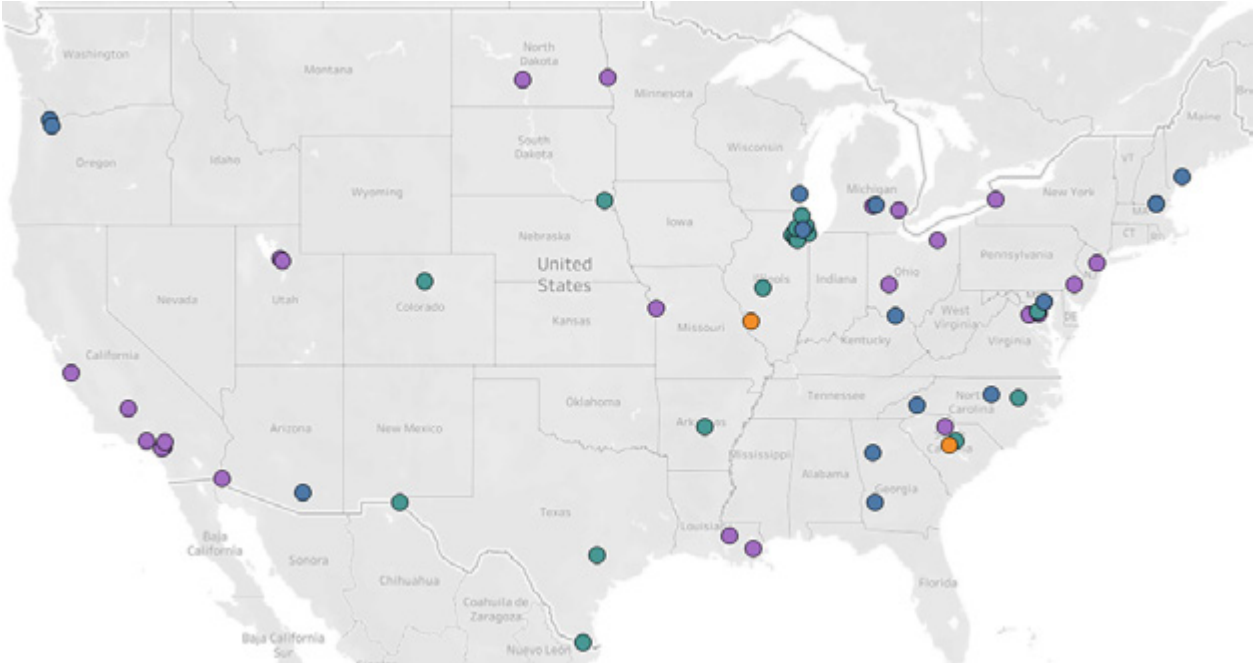 Washington
Montana
North
Dakota
Minnesota
Maine
Oregon
Idaho
South
Dakota
Wisconsin
Michigan
VT
New York
Wyoming
MA
Iowa
CT
Nebraska
Pennsylvania
United
States
Indiana
Ohio
NJ
Nevada
Utah
Colorado
Kansas
Missouri
West
Virginia
DE
California
Kentucky
Virginia
Arizona
New Mexico
Oklahoma
Tennessee
Carolina
Mississippi
Alabama
Georgia
Texas
Baja
California
Sonora
Chihuahua
Florida
Coahuila de
Zaragoza
Baja California
Sur
Nuevo León